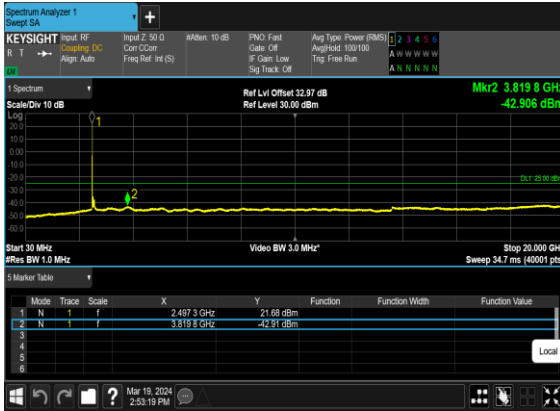 Spectrum Analyzer 1
Swept SA
+
KEYSIGHT Input: RF Input Z: 50 Ω #Atten: 10 dB PNO: Fast Avg Type: Power (RMS) 1 2 3 4 5 6
R T Coupling: DC Corr CCorr Gate: Off Avg|Hold: 100/100 A W W W W W
Align: Auto Freq Ref: Int (S) IF Gain: Low Trig: Free Run
Sig Track: Off A N N N N N
1 Spectrum Ref Lvl Offset 32.97 dB Mkr2 3.819 8 GHz
Scale/Div 10 dB Ref Level 30.00 dBm -42.906 dBm
Log
20.0
10.0
0.00
-10.0
-20.0
-30.0
-40.0
-50.0
-60.0
1
2
Start 30 MHz Video BW 3.0 MHz* Stop 20.000 GH
#Res BW 1.0 MHz Sweep 34.7 ms (40001 pts
5 Marker Table
Mode Trace Scale X Y Function Function Width Function Value
1 N 1 f 2.497 3 GHz 21.68 dBm
2 N 1 f 3.819 8 GHz -42.91 dBm
3
4
5
6
Local
? Mar 19, 2024
2:53:19 PM